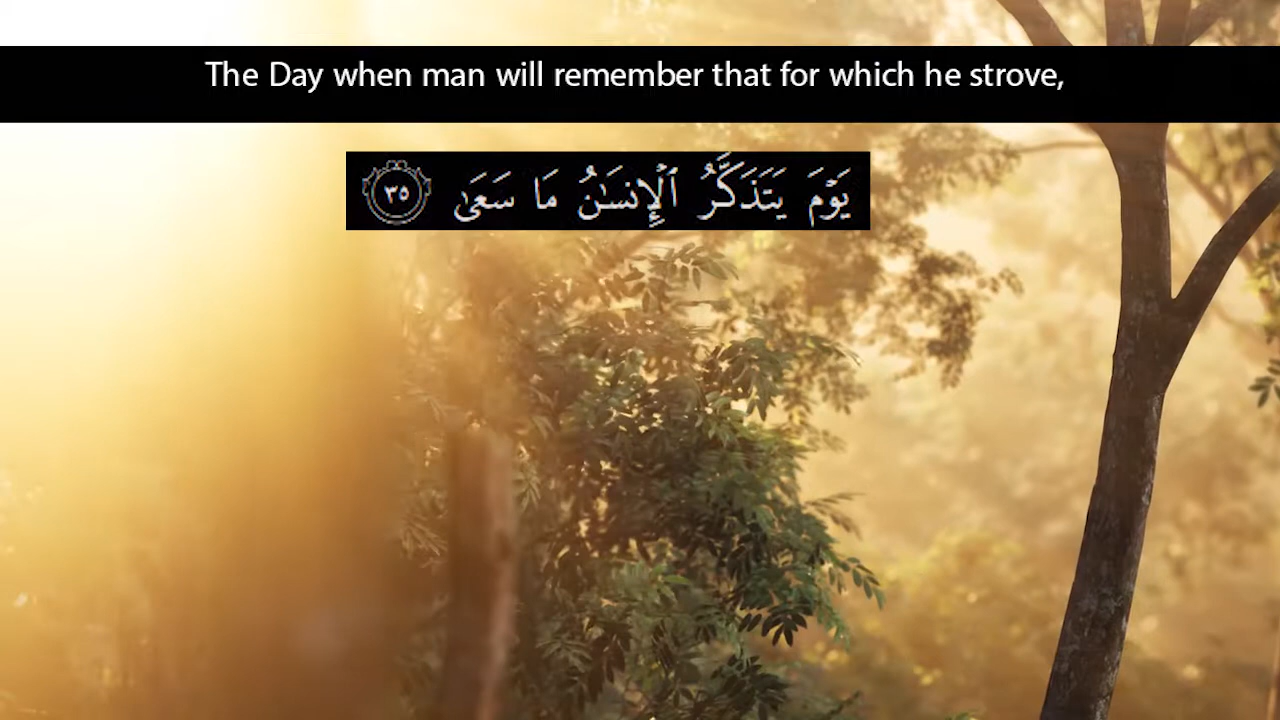 The Day when man will remember that for which he strove,
يَوْمَ يَتَذَكَّرُ ٱلْإِنسَـٰنُ مَا سَعَىٰ ٣٥